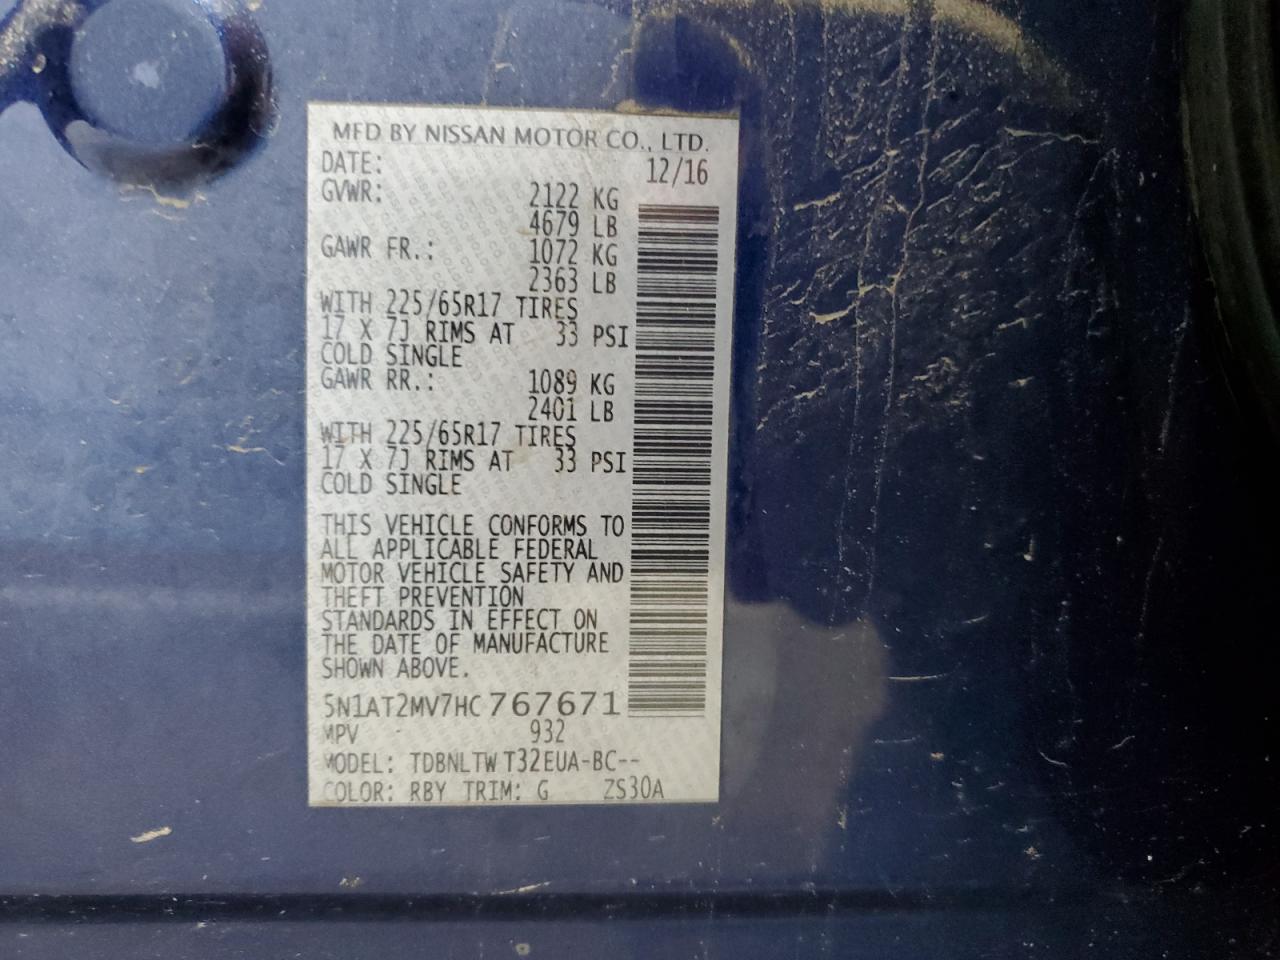 MFD BY NISSAN MOTOR CO., LTD.
DATE: 12/16
GVWR: 2122 KG
4679 LB
GAWR FR.: 1072 KG
2363 LB
WITH 225/65R17 TIRES
17 X 7J RIMS AT 33 PSI
COLD SINGLE
GAWR RR.: 1089 KG
2401 LB
WITH 225/65R17 TIRES
17 X 7J RIMS AT 33 PSI
COLD SINGLE
THIS VEHICLE CONFORMS TO
ALL APPLICABLE FEDERAL
MOTOR VEHICLE SAFETY AND
THEFT PREVENTION
STANDARDS IN EFFECT ON
THE DATE OF MANUFACTURE
SHOWN ABOVE.
5N1AT2MV7HC767671
MPV 932
MODEL: TDBNLTW T32EUA-BC--
COLOR: RBY TRIM: G ZS30A